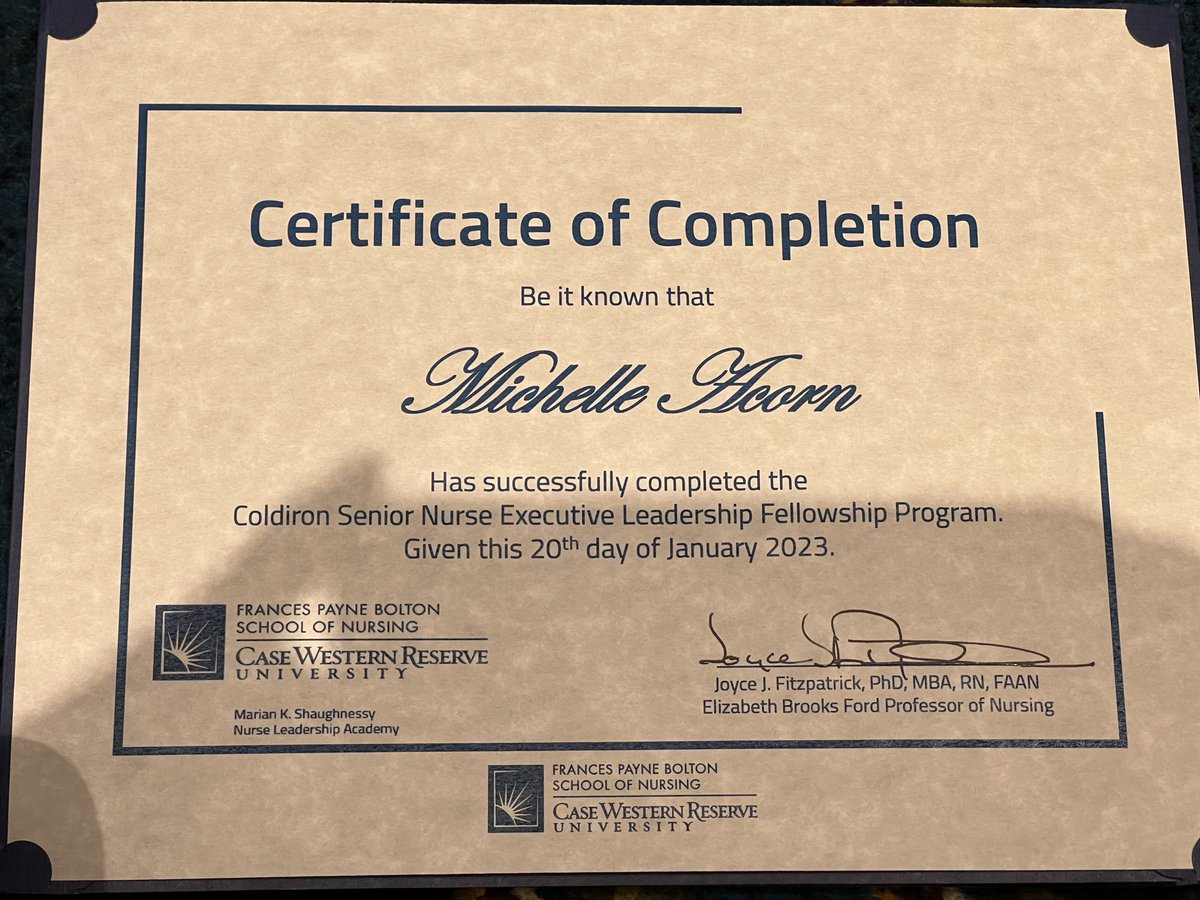 Certificate of Completion
Be it known that
Michelle Acorn
Has successfully completed the
Coldiron Senior Nurse Executive Leadership Fellowship Program.
Given this 20th day of January 2023.
FRANCES PAYNE BOLTON
SCHOOL OF NURSING
CASE WESTERN RESERVE
UNIVERSITY
Marian K. Shaughnessy
Nurse Leadership Academy
Joyce J. Fitzpatrick, PhD, MBA, RN, FAAN
Elizabeth Brooks Ford Professor of Nursing
FRANCES PAYNE BOLTON
SCHOOL OF NURSING
CASE WESTERN RESERVE
UNIVERSITY